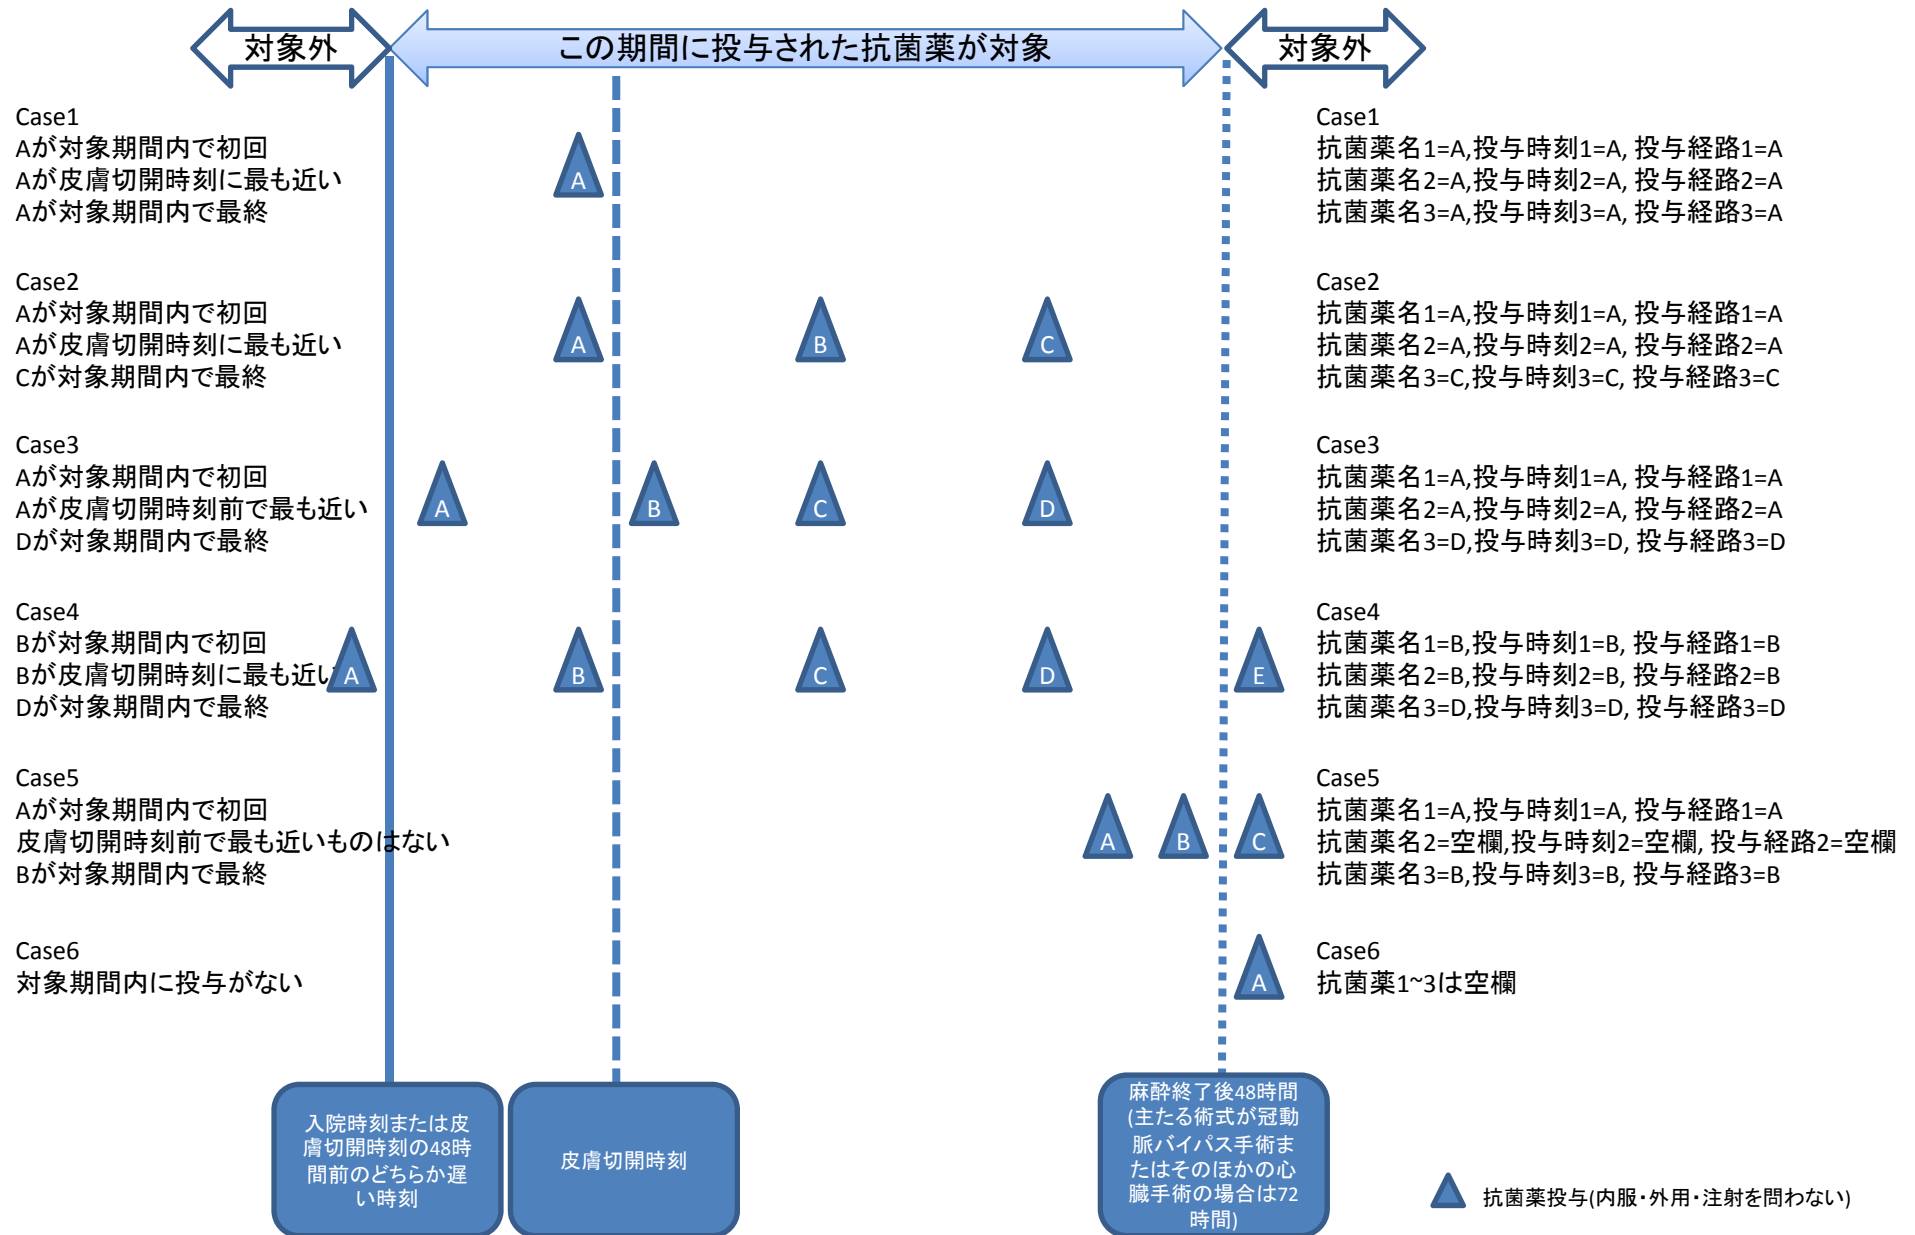 対象外
この期間に投与された抗菌薬が対象
対象外
Case1
Aが対象期間内で初回
Aが皮膚切開時刻に最も近い
Aが対象期間内で最終
A
Case1
抗菌薬名1=A,投与時刻1=A, 投与経路1=A
抗菌薬名2=A,投与時刻2=A, 投与経路2=A
抗菌薬名3=A,投与時刻3=A, 投与経路3=A
Case2
Aが対象期間内で初回
Aが皮膚切開時刻に最も近い
Cが対象期間内で最終
A
B
C
Case2
抗菌薬名1=A,投与時刻1=A, 投与経路1=A
抗菌薬名2=A,投与時刻2=A, 投与経路2=A
抗菌薬名3=C,投与時刻3=C, 投与経路3=C
Case3
Aが対象期間内で初回
Aが皮膚切開時刻前で最も近い
Dが対象期間内で最終
A
B
C
D
Case3
抗菌薬名1=A,投与時刻1=A, 投与経路1=A
抗菌薬名2=A,投与時刻2=A, 投与経路2=A
抗菌薬名3=D,投与時刻3=D, 投与経路3=D
Case4
Bが対象期間内で初回
Bが皮膚切開時刻に最も近い
Dが対象期間内で最終
A
B
C
D
E
Case4
抗菌薬名1=B,投与時刻1=B, 投与経路1=B
抗菌薬名2=B,投与時刻2=B, 投与経路2=B
抗菌薬名3=D,投与時刻3=D, 投与経路3=D
Case5
Aが対象期間内で初回
皮膚切開時刻前で最も近いものはない
Bが対象期間内で最終
A
B
C
Case5
抗菌薬名1=A,投与時刻1=A, 投与経路1=A
抗菌薬名2=空欄,投与時刻2=空欄, 投与経路2=空欄
抗菌薬名3=B,投与時刻3=B, 投与経路3=B
Case6
対象期間内に投与がない
A
Case6
抗菌薬1~3は空欄
入院時刻または皮
膚切開時刻の48時
間前のどちらか遅
い時刻
皮膚切開時刻
麻酔終了後48時間
(主たる術式が冠動
脈バイパス手術ま
たはそのほかの心
臓手術の場合は72
時間)
抗菌薬投与(内服・外用・注射を問わない)